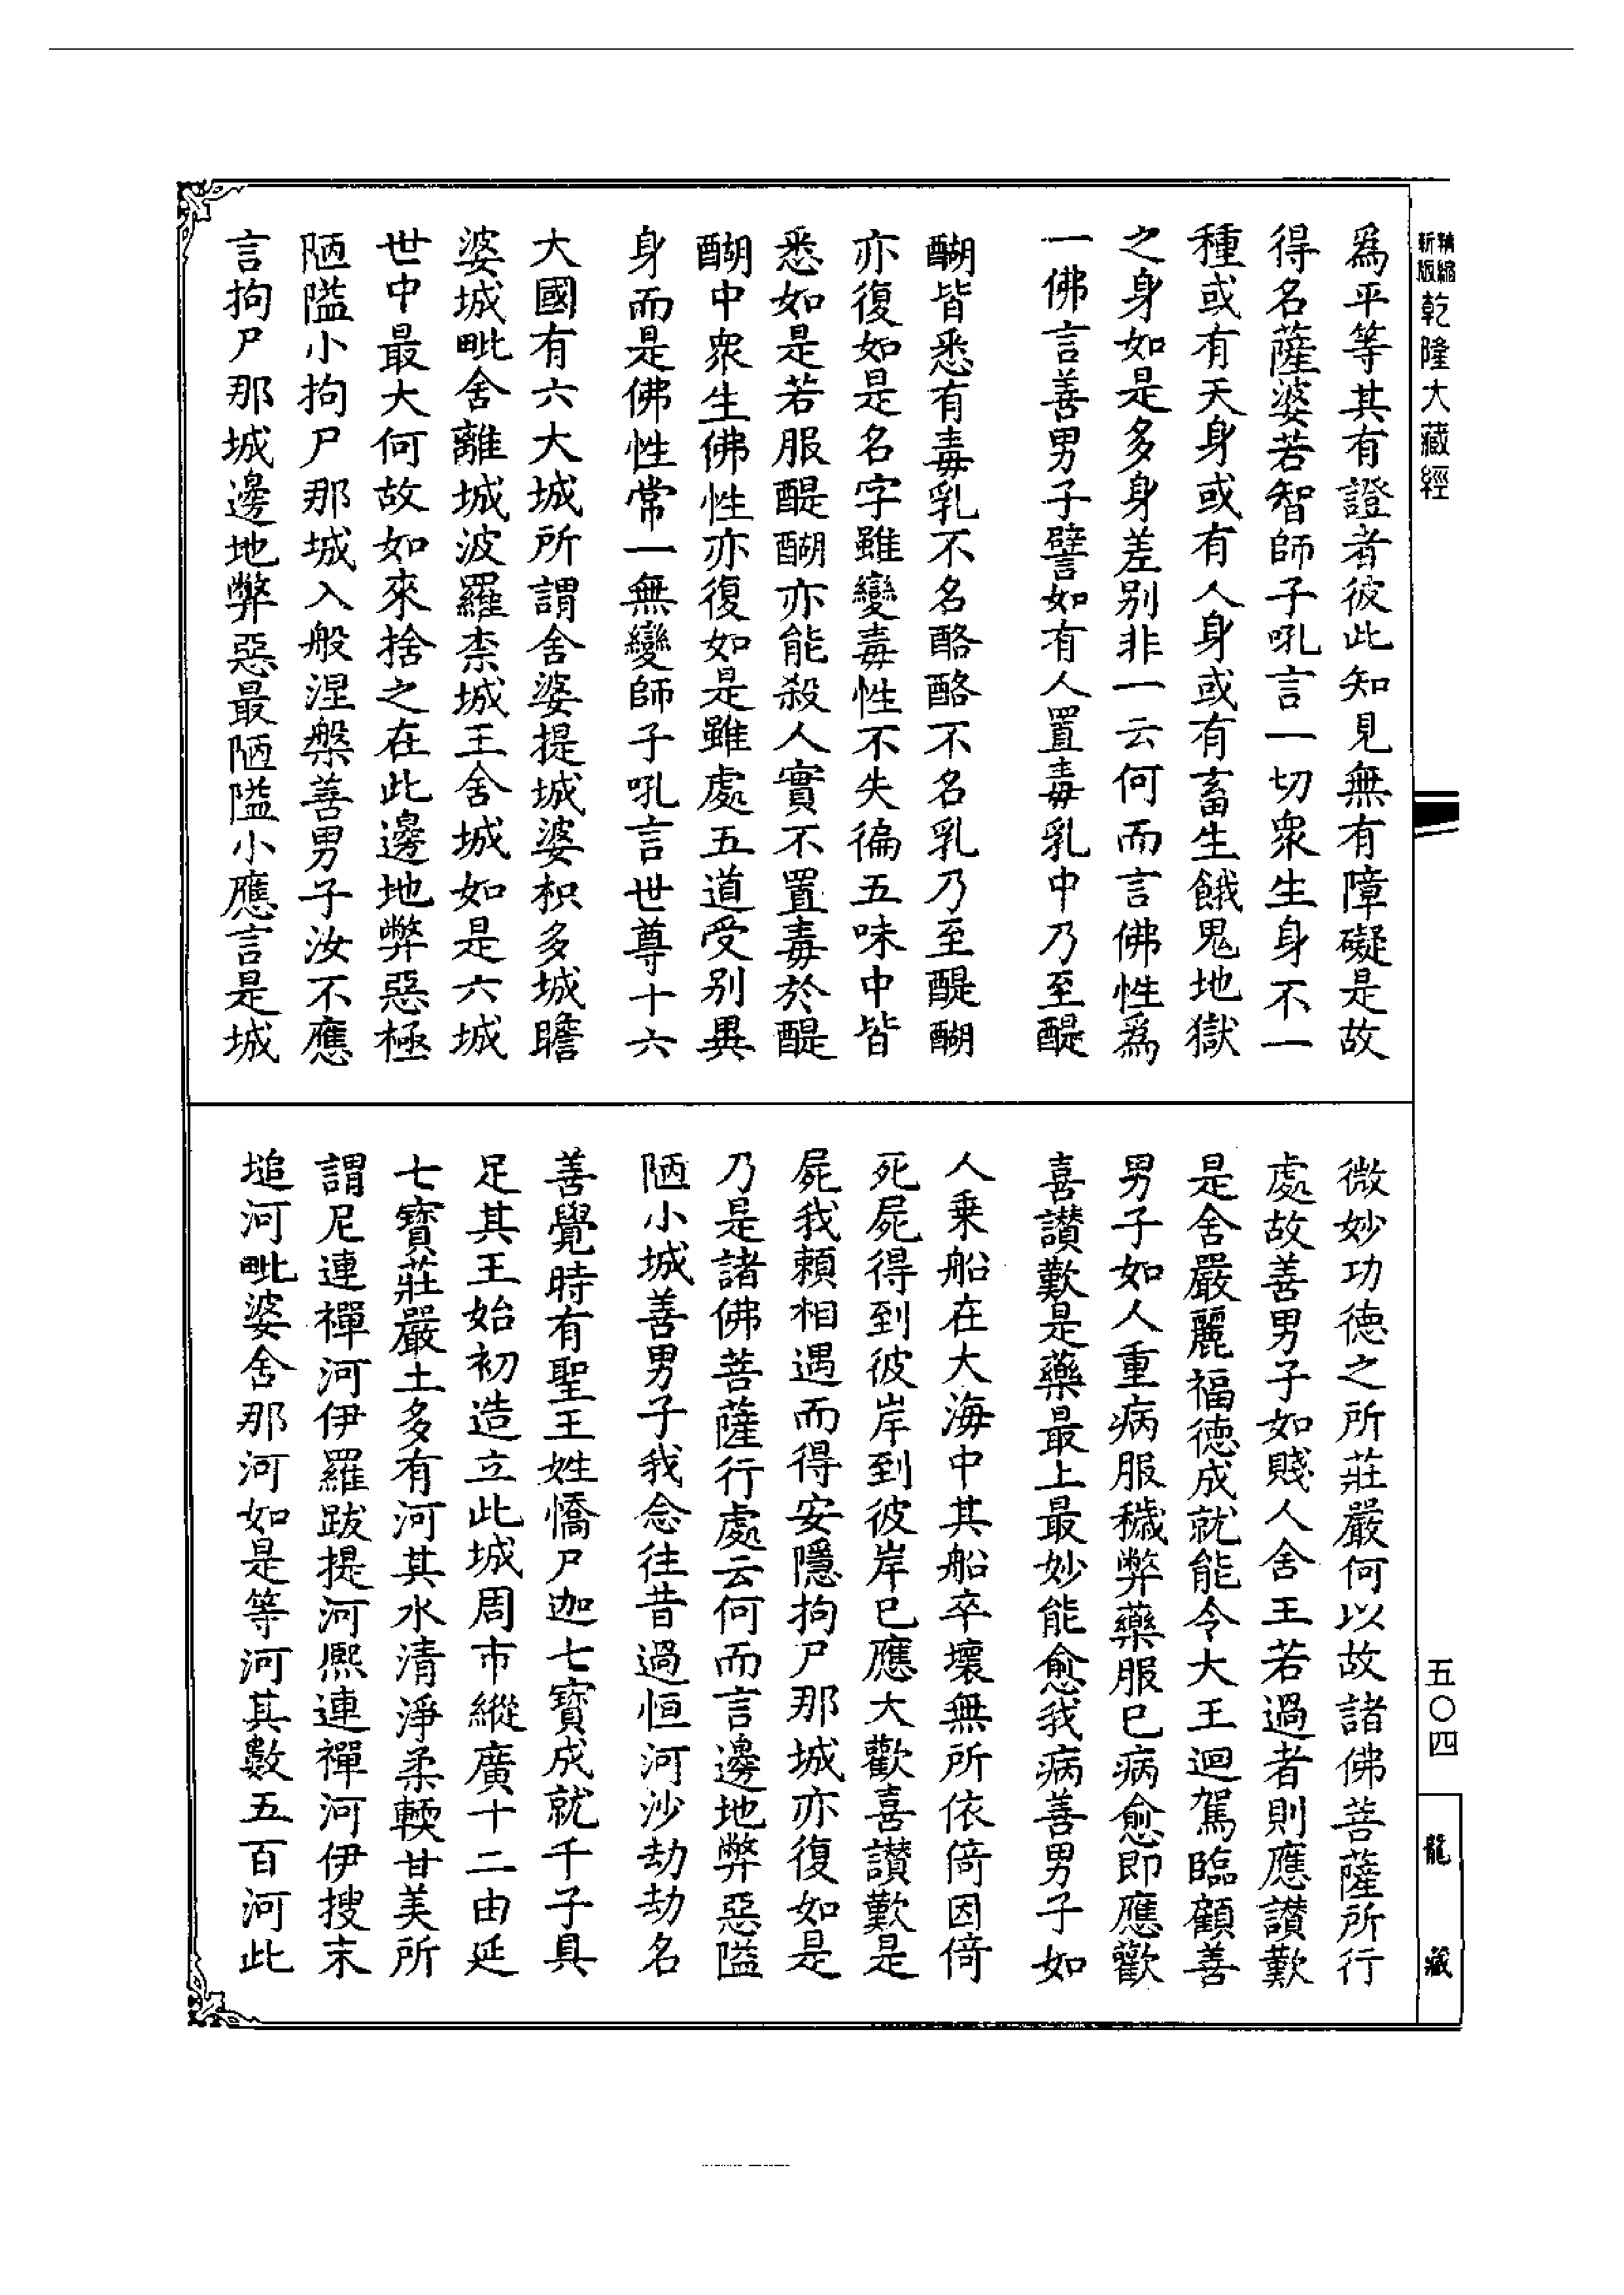 精縮
新版
乾隆大藏經
為平等其有證者彼此知見無有障礙是故
得名薩婆若智師子吼言一切衆生身不一
種或有天身或有人身或有畜生餓鬼地獄
之身如是多身差别非一云何而言佛性為
一佛言善男子譬如有人置毒乳中乃至醍
醐皆悉有毒乳不名酪酪不名乳乃至醍醐
亦復如是名字雖變毒性不失徧五味中皆
悉如是若服醍醐亦能殺人實不置毒於醍
醐中衆生佛性亦復如是雖處五道受别異
身而是佛性常一無變師子吼言世尊十六
大國有六大城所謂舍婆提城婆枳多城瞻
婆城毗舍離城波羅柰城王舍城如是六城
世中最大何故如來捨之在此邊地弊惡極
陋隘小拘尸那城入般涅槃善男子汝不應
言拘尸那城邊地弊惡最陋隘小應言是城
微妙功德之所莊嚴何以故諸佛菩薩所行
處故善男子如賤人舍王若過者則應讃歎
是舍嚴麗福德成就能令大王迴駕臨顧善
男子如人重病服穢弊藥服已病愈即應歡
喜讃歎是藥最上最妙能愈我病善男子如
人乗船在大海中其船卒壞無所依倚因倚
死屍得到彼岸到彼岸已應大歡喜讃歎是
屍我賴相遇而得安隱拘尸那城亦復如是
乃是諸佛菩薩行處云何而言邊地弊惡隘
陋小城善男子我念往昔過恒河沙劫劫名
善覺時有聖王姓憍尸迦七寳成就千子具
足其王始初造立此城周帀縱廣十二由延
七寳莊嚴土多有河其水清淨柔輭甘美所
謂尼連禪河伊羅跋提河熈連禪河伊搜末
塠河毗婆舍那河如是等河其數五百河此
五〇四
龍藏